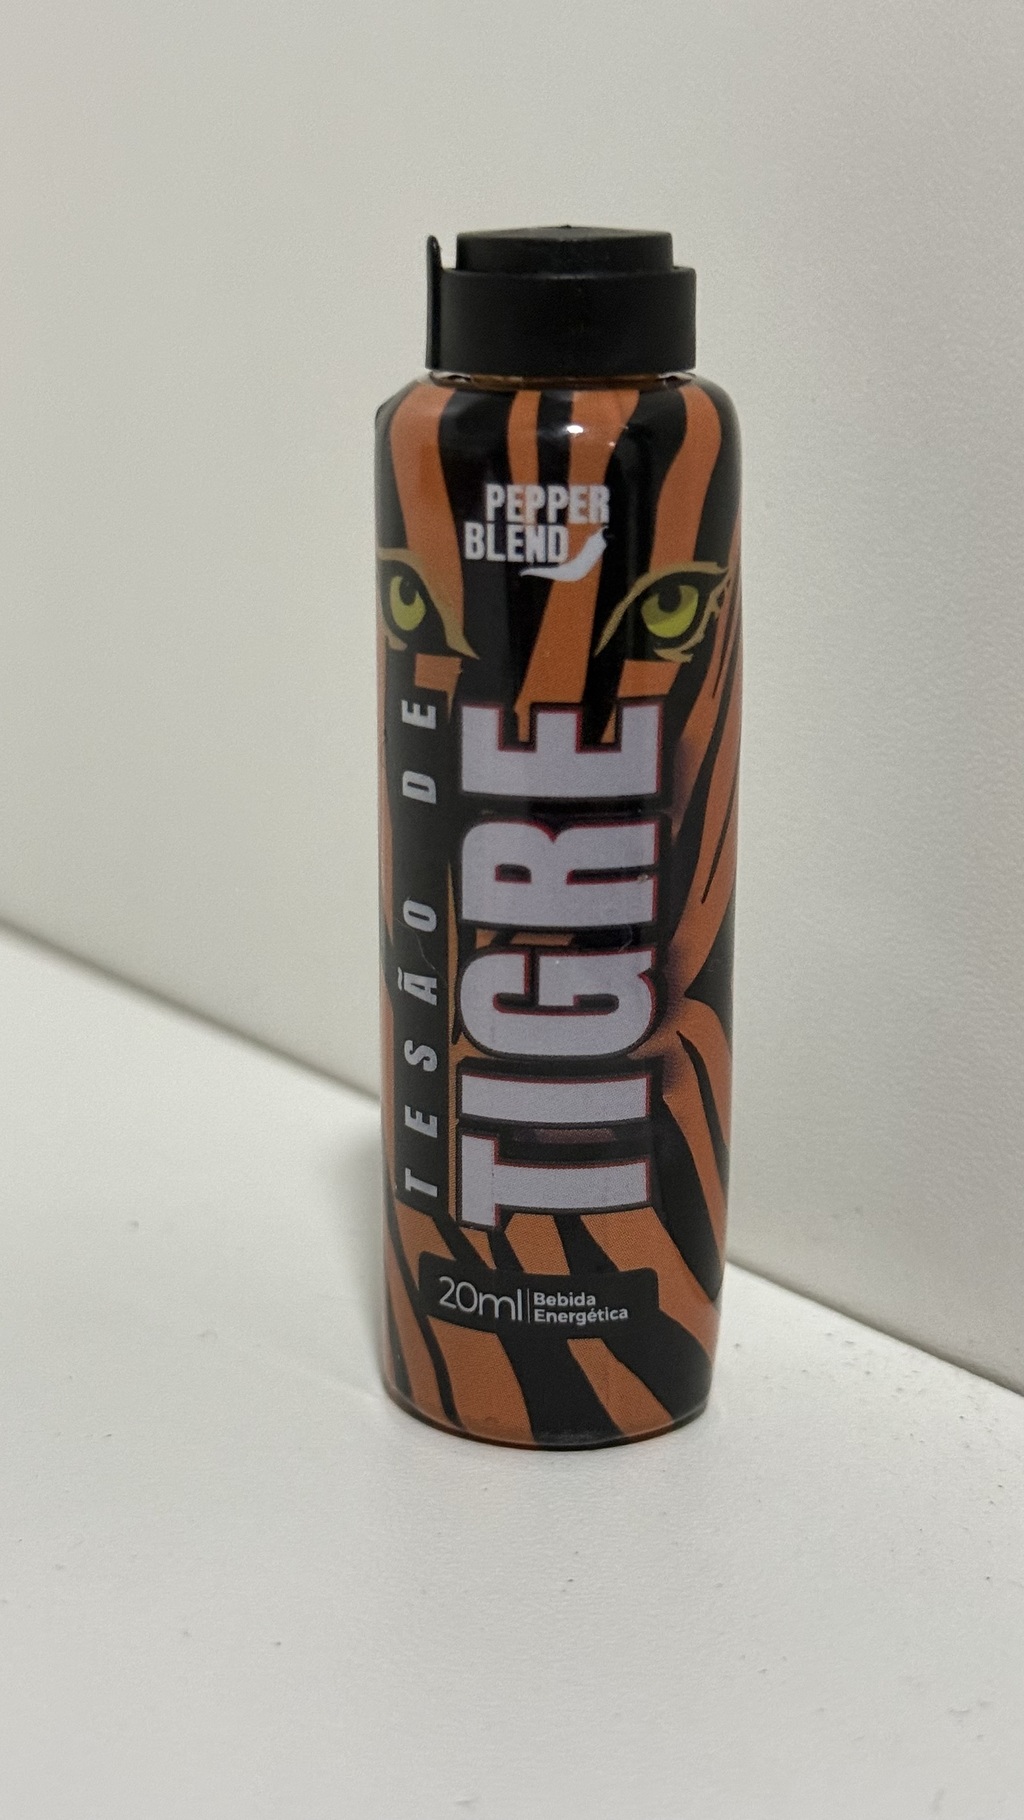 PEPPER
BLEND
TESÃO DE
TIGRE
20ml
Bebida
Energética